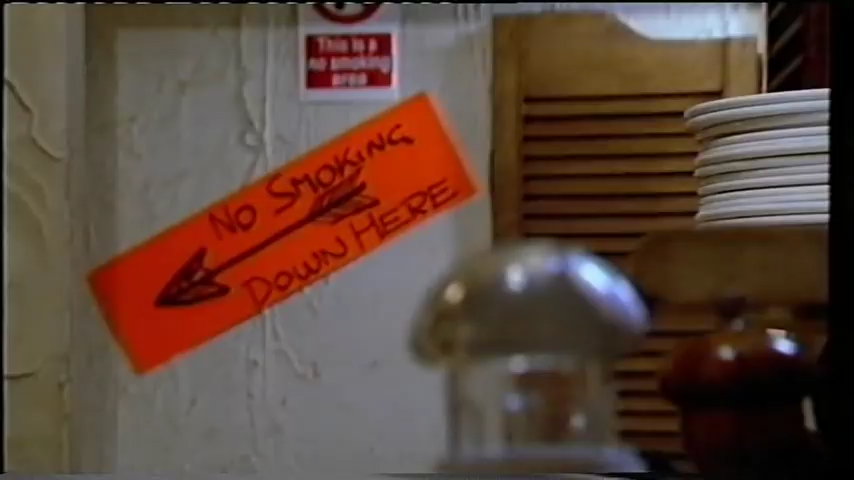 This is a
no smoking
area
No SMOKING
DOWN HERE